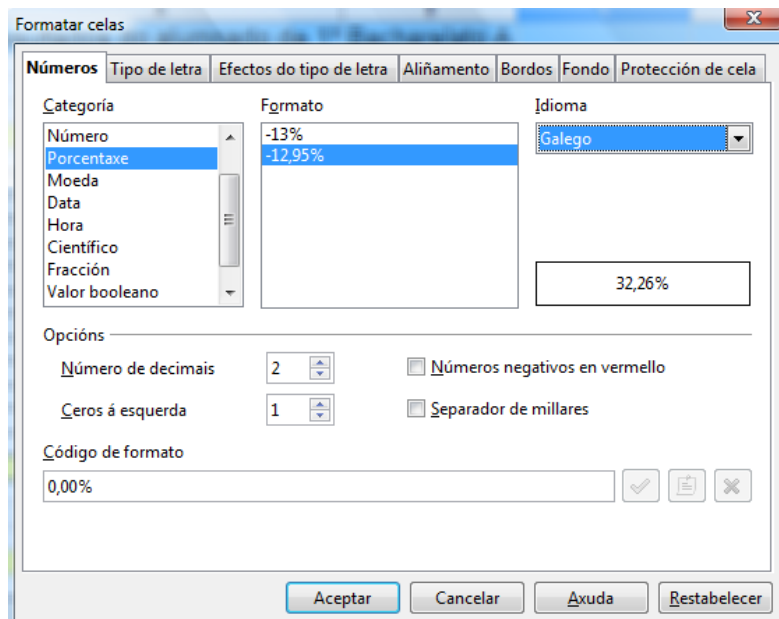 Formatar celas
Números Tipo de letra Efectos do tipo de letra Aliñamento Bordos Fondo Protección de cela
Categoría
Número
Porcentaxe
Moeda
Data
Hora
Científico
Fracción
Valor booleano
Formato
-13%
-12,95%
Idioma
Galego
32,26%
Opcións
Número de decimais 2
Números negativos en vermello
Ceros á esquerda 1
Separador de millares
Código de formato
0,00%
Aceptar Cancelar Axuda Restabelecer